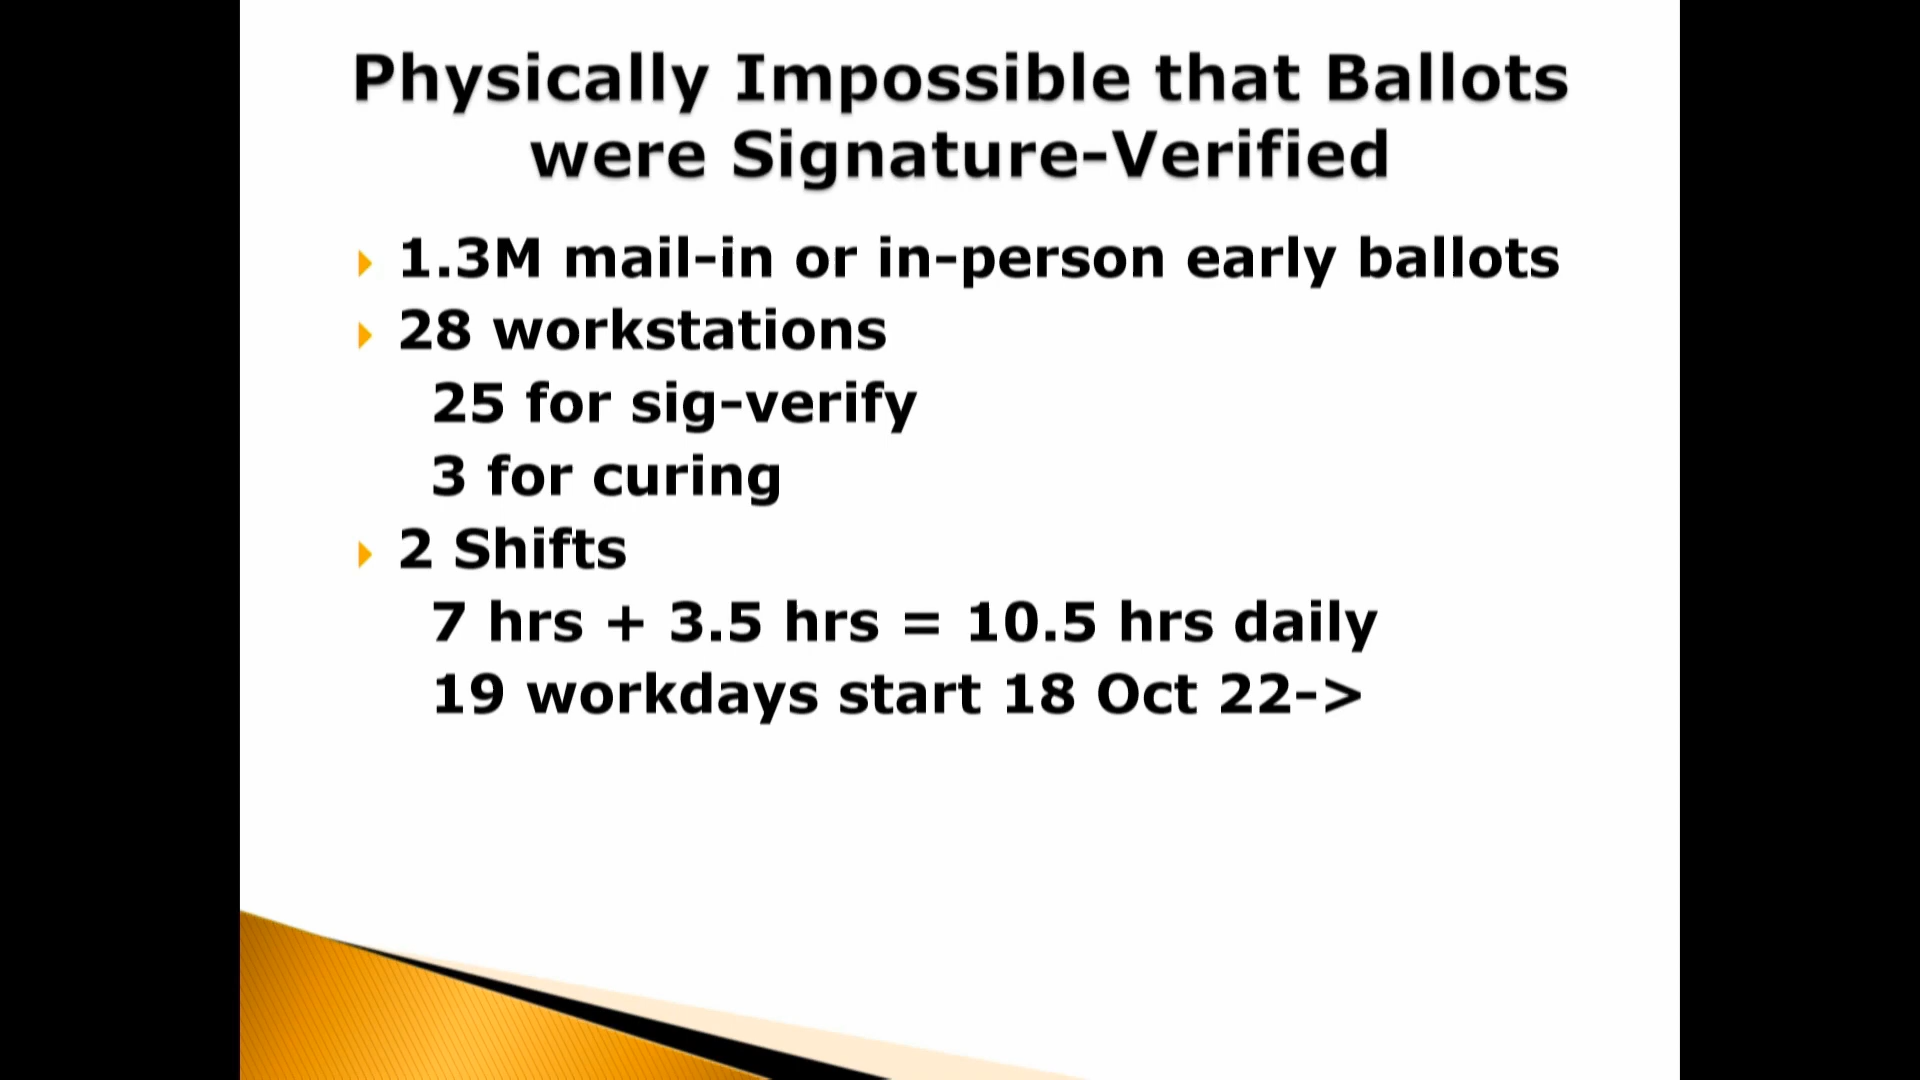 Physically Impossible that Ballots
were Signature-Verified
1.3M mail-in or in-person early ballots
28 workstations
25 for sig-verify
3 for curing
2 Shifts
7 hrs + 3.5 hrs = 10.5 hrs daily
19 workdays start 18 Oct 22->